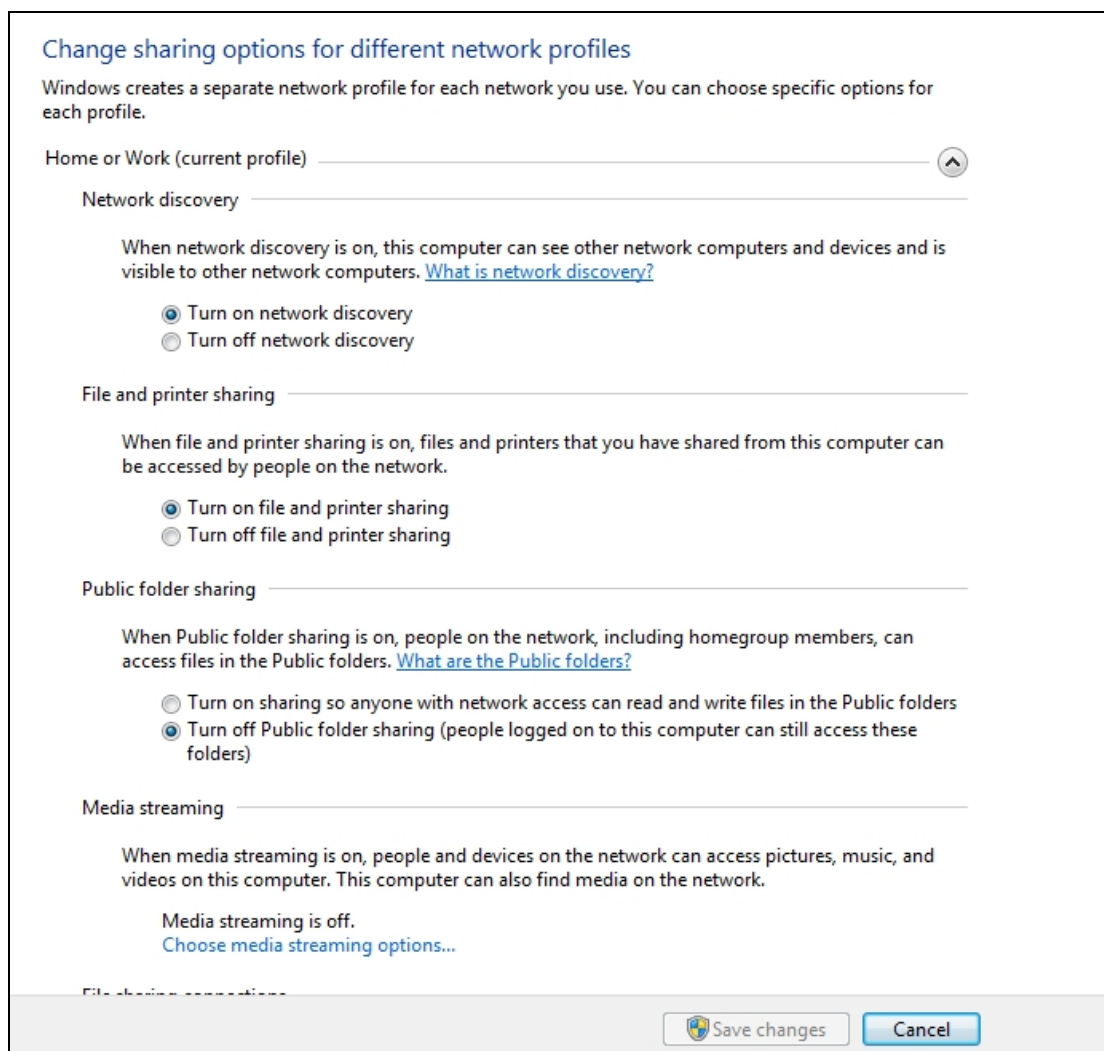 Change sharing options for different network profiles
Windows creates a separate network profile for each network you use. You can choose specific options for
each profile.
Home or Work (current profile)
Network discovery
When network discovery is on, this computer can see other network computers and devices and is
visible to other network computers. What is network discovery?
Turn on network discovery
Turn off network discovery
File and printer sharing
When file and printer sharing is on, files and printers that you have shared from this computer can
be accessed by people on the network.
Turn on file and printer sharing
Turn off file and printer sharing
Public folder sharing
When Public folder sharing is on, people on the network, including homegroup members, can
access files in the Public folders. What are the Public folders?
Turn on sharing so anyone with network access can read and write files in the Public folders
Turn off Public folder sharing (people logged on to this computer can still access these
folders)
Media streaming
When media streaming is on, people and devices on the network can access pictures, music, and
videos on this computer. This computer can also find media on the network.
Media streaming is off.
Choose media streaming options...
File sharing connections
Save changes
Cancel